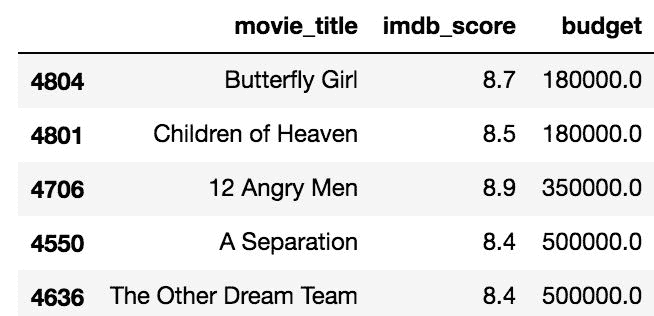 movie_title imdb_score budget
4804 Butterfly Girl 8.7 180000.0
4801 Children of Heaven 8.5 180000.0
4706 12 Angry Men 8.9 350000.0
4550 A Separation 8.4 500000.0
4636 The Other Dream Team 8.4 500000.0